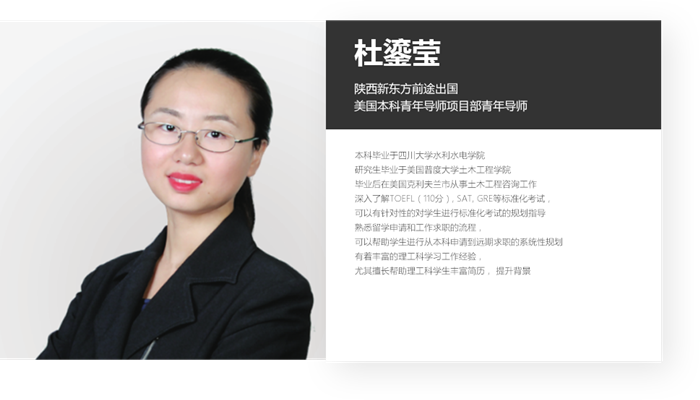 杜鎏莹
陕西新东方前途出国
美国本科青年导师项目部青年导师
本科毕业于四川大学水利水电学院
研究生毕业于美国普度大学土木工程学院
毕业后在美国克利夫兰市从事土木工程咨询工作
深入了解TOEFL（110分）, SAT, GRE等标准化考试，
可以有针对性的对学生进行标准化考试的规划指导
熟悉留学申请和工作求职的流程，
可以帮助学生进行从本科申请到远期求职的系统性规划
有着丰富的理工科学习工作经验，
尤其擅长帮助理工科学生丰富简历， 提升背景